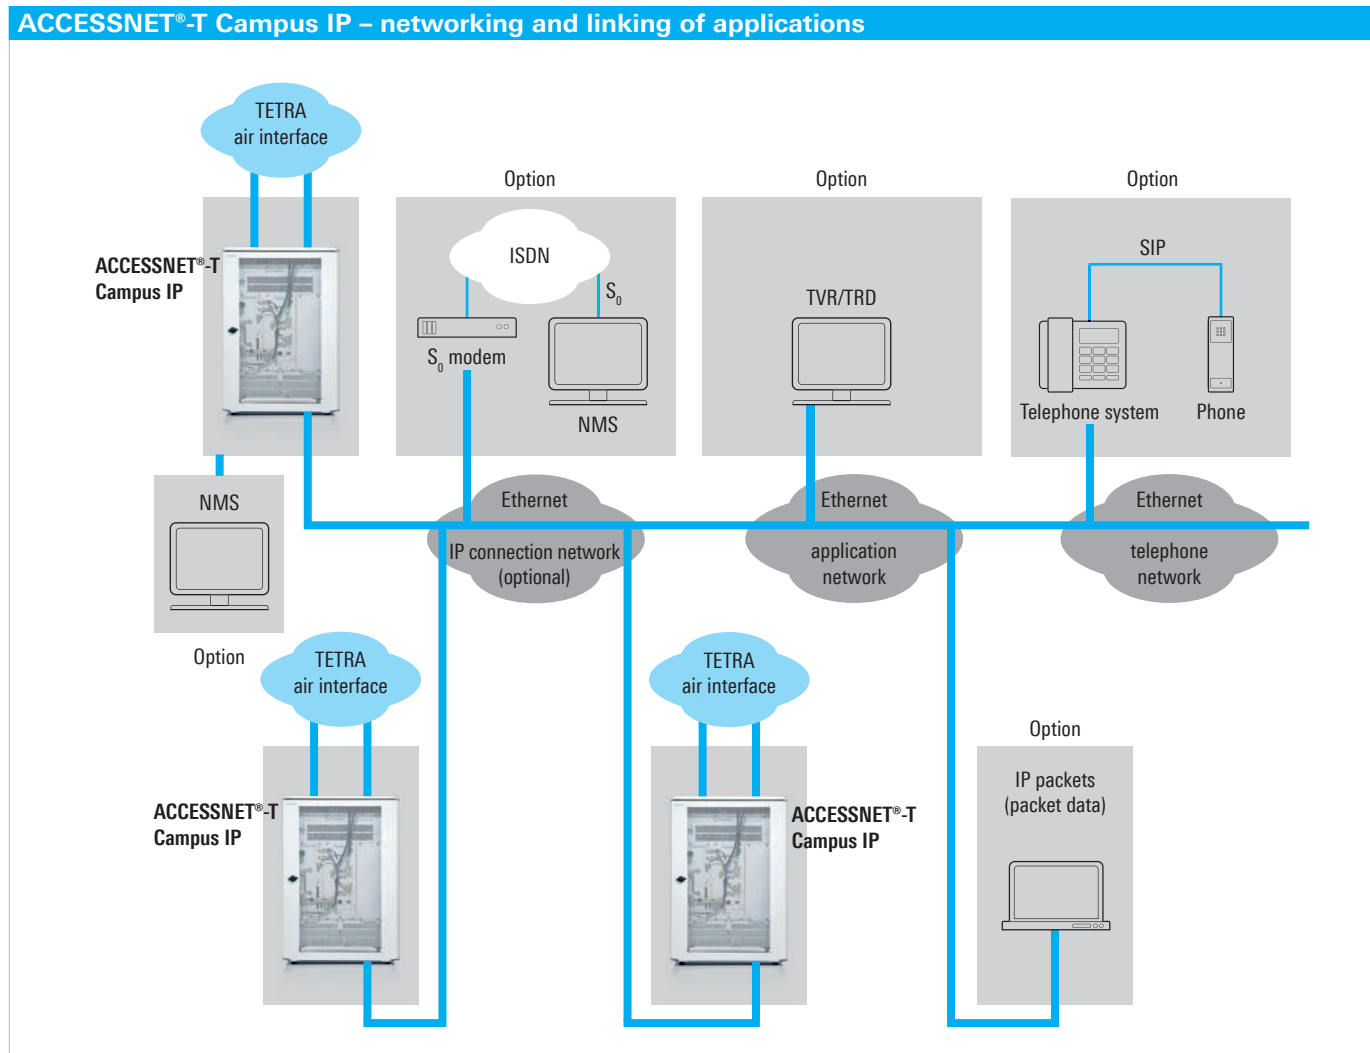 ACCESSNET®-T Campus IP – networking and linking of applications
TETRA
air interface
ACCESSNET®-T
Campus IP
Option
ISDN
S0
S0 modem
NMS
Option
TVR/TRD
Option
SIP
Telephone system
Phone
NMS
Option
Ethernet
IP connection network
(optional)
Ethernet
application
network
Ethernet
telephone
network
TETRA
air interface
ACCESSNET®-T
Campus IP
TETRA
air interface
ACCESSNET®-T
Campus IP
Option
IP packets
(packet data)